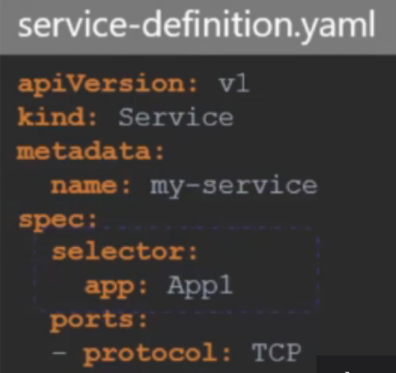 service-definition.yaml
apiVersion: v1
kind: Service
metadata:
  name: my-service
spec:
  selector:
    app: App1
  ports:
  - protocol: TCP